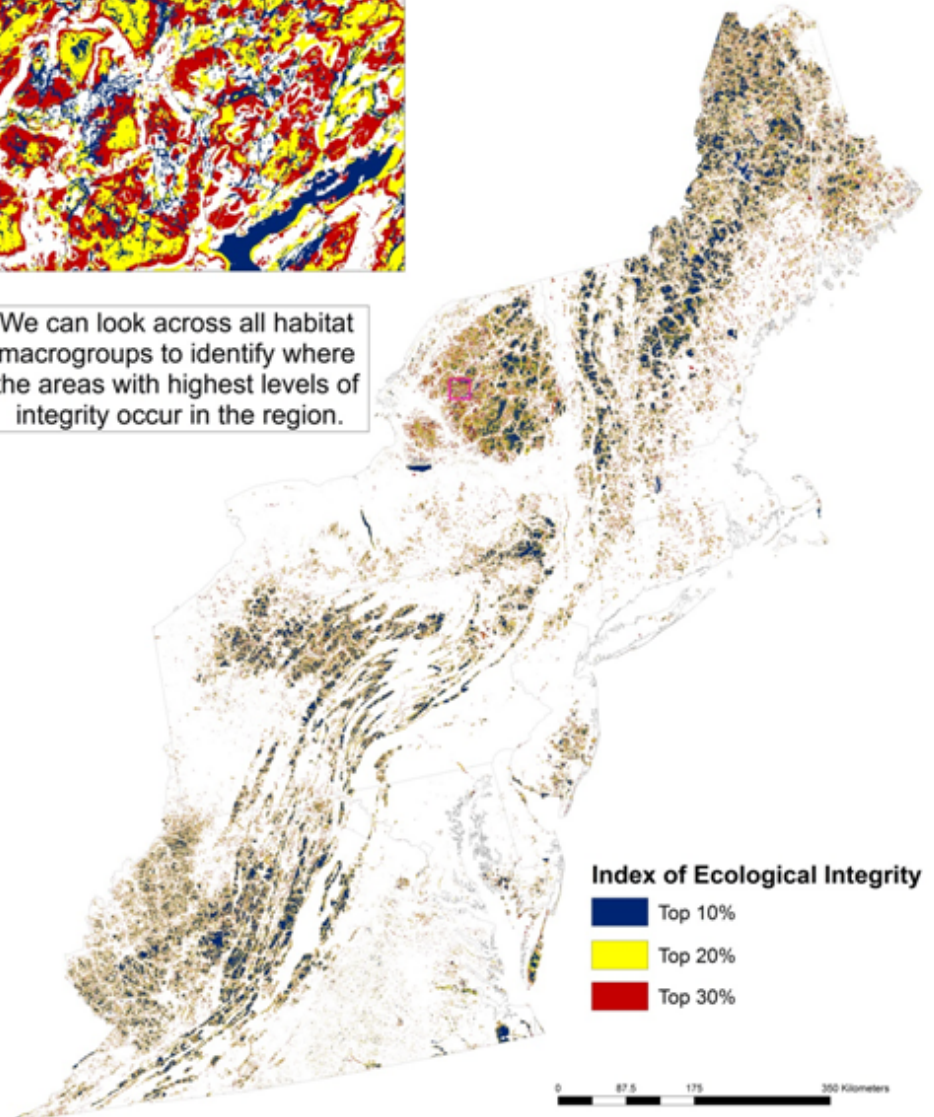 We can look across all habitat
macrogroups to identify where
the areas with highest levels of
integrity occur in the region.
Index of Ecological Integrity
Top 10%
Top 20%
Top 30%
0 87.5 175 350 Kilometers